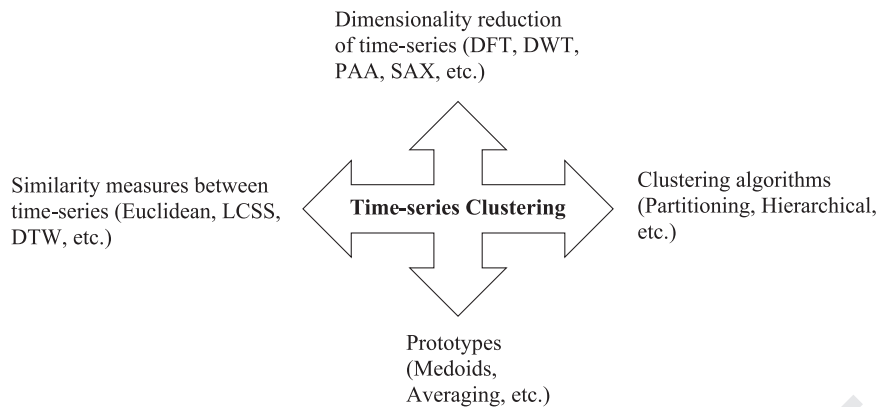 Dimensionality reduction
of time-series (DFT, DWT,
PAA, SAX, etc.)
Similarity measures between
time-series (Euclidean, LCSS,
DTW, etc.)
Time-series Clustering
Clustering algorithms
(Partitioning, Hierarchical,
etc.)
Prototypes
(Medoids,
Averaging, etc.)